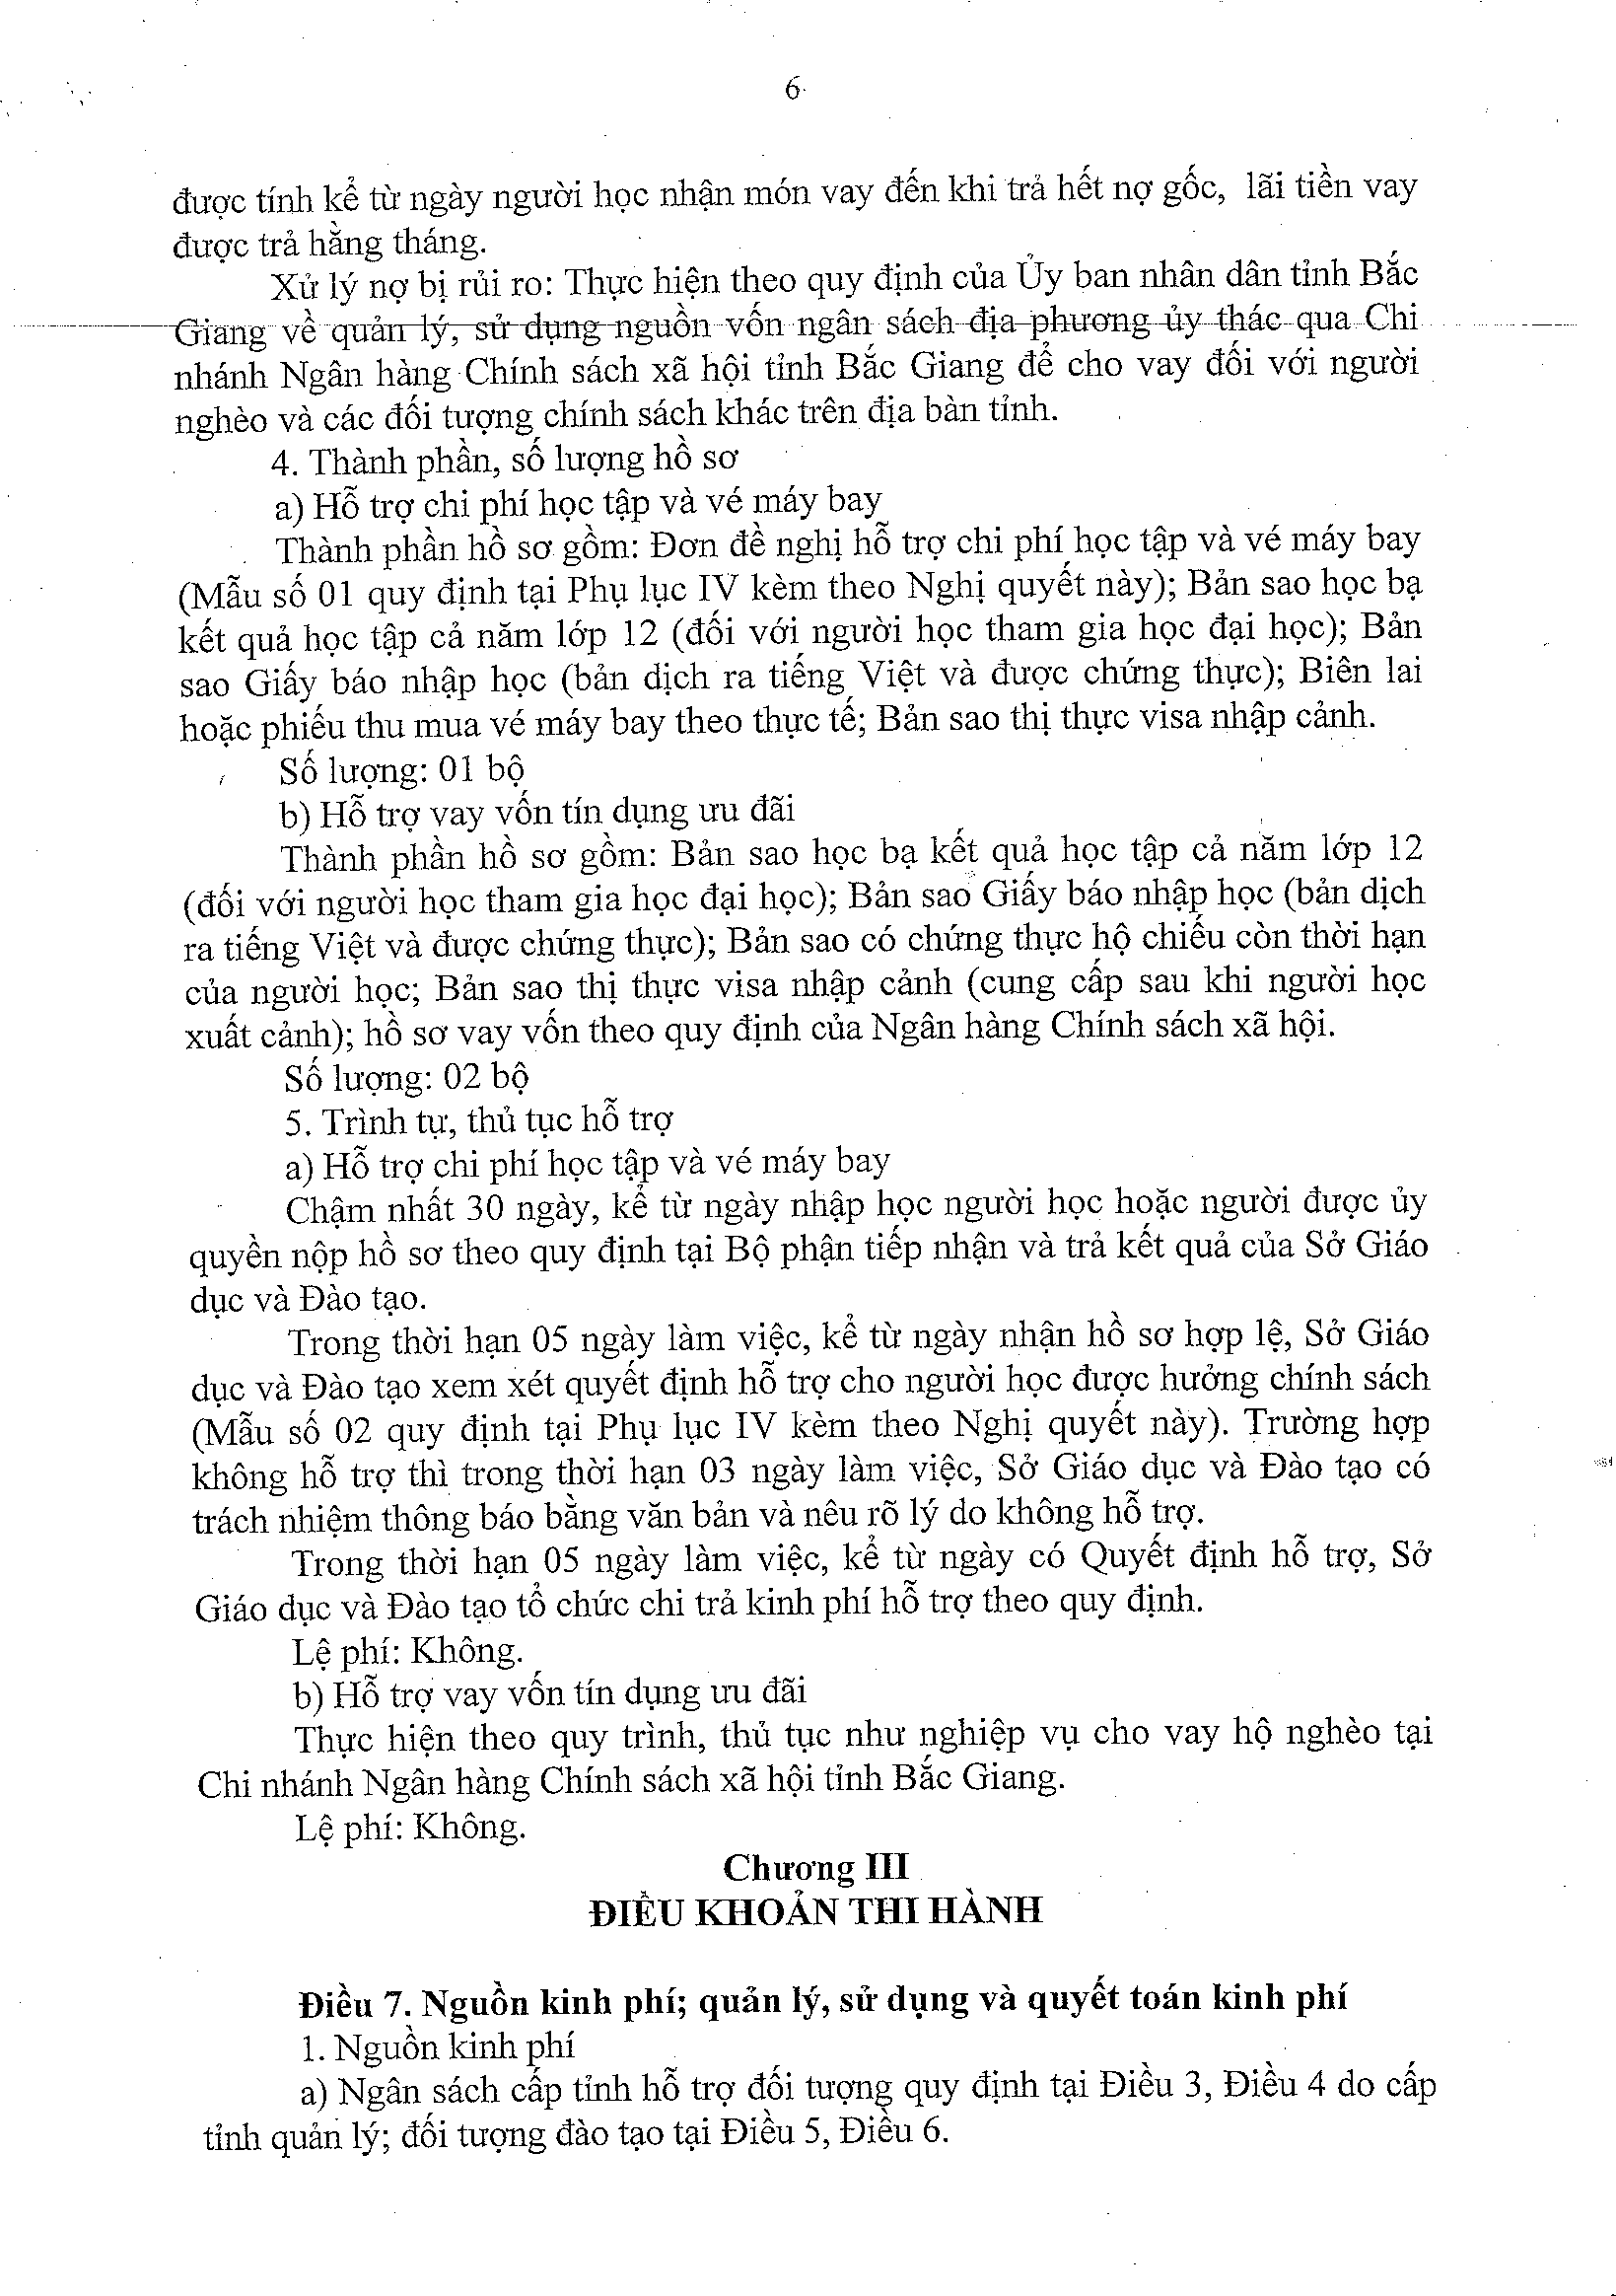 6
được tính kể từ ngày người học nhận món vay đến khi trả hết nợ gốc, lãi tiền vay
được trả hằng tháng.
Xử lý nợ bị rủi ro: Thực hiện theo quy định của Ủy ban nhân dân tỉnh Bắc
Giang về quản lý, sử dụng nguồn vốn ngân sách địa phương ủy thác qua Chi
nhánh Ngân hàng Chính sách xã hội tỉnh Bắc Giang để cho vay đối với người
nghèo và các đối tượng chính sách khác trên địa bàn tỉnh.
4. Thành phần, số lượng hồ sơ
a) Hỗ trợ chi phí học tập và vé máy bay
Thành phần hồ sơ gồm: Đơn đề nghị hỗ trợ chi phí học tập và vé máy bay
(Mẫu số 01 quy định tại Phụ lục IV kèm theo Nghị quyết này); Bản sao học bạ
kết quả học tập cả năm lớp 12 (đối với người học tham gia học đại học); Bản
sao Giấy báo nhập học (bản dịch ra tiếng Việt và được chứng thực); Biên lai
hoặc phiếu thu mua vé máy bay theo thực tế; Bản sao thị thực visa nhập cảnh.
Số lượng: 01 bộ
b) Hỗ trợ vay vốn tín dụng ưu đãi
Thành phần hồ sơ gồm: Bản sao học bạ kết quả học tập cả năm lớp 12
(đối với người học tham gia học đại học); Bản sao Giấy báo nhập học (bản dịch
ra tiếng Việt và được chứng thực); Bản sao có chứng thực hộ chiếu còn thời hạn
của người học; Bản sao thị thực visa nhập cảnh (cung cấp sau khi người học
xuất cảnh); hồ sơ vay vốn theo quy định của Ngân hàng Chính sách xã hội.
Số lượng: 02 bộ
5. Trình tự, thủ tục hỗ trợ
a) Hỗ trợ chi phí học tập và vé máy bay
Chậm nhất 30 ngày, kể từ ngày nhập học người học hoặc người được ủy
quyền nộp hồ sơ theo quy định tại Bộ phận tiếp nhận và trả kết quả của Sở Giáo
dục và Đào tạo.
Trong thời hạn 05 ngày làm việc, kể từ ngày nhận hồ sơ hợp lệ, Sở Giáo
dục và Đào tạo xem xét quyết định hỗ trợ cho người học được hưởng chính sách
(Mẫu số 02 quy định tại Phụ lục IV kèm theo Nghị quyết này). Trường hợp
không hỗ trợ thì trong thời hạn 03 ngày làm việc, Sở Giáo dục và Đào tạo có
trách nhiệm thông báo bằng văn bản và nêu rõ lý do không hỗ trợ.
Trong thời hạn 05 ngày làm việc, kể từ ngày có Quyết định hỗ trợ, Sở
Giáo dục và Đào tạo tổ chức chi trả kinh phí hỗ trợ theo quy định.
Lệ phí: Không.
b) Hỗ trợ vay vốn tín dụng ưu đãi
Thực hiện theo quy trình, thủ tục như nghiệp vụ cho vay hộ nghèo tại
Chi nhánh Ngân hàng Chính sách xã hội tỉnh Bắc Giang.
Lệ phí: Không.
Chương III
ĐIỀU KHOẢN THI HÀNH
Điều 7. Nguồn kinh phí; quản lý, sử dụng và quyết toán kinh phí
1. Nguồn kinh phí
a) Ngân sách cấp tỉnh hỗ trợ đối tượng quy định tại Điều 3, Điều 4 do cấp
tỉnh quản lý; đối tượng đào tạo tại Điều 5, Điều 6.